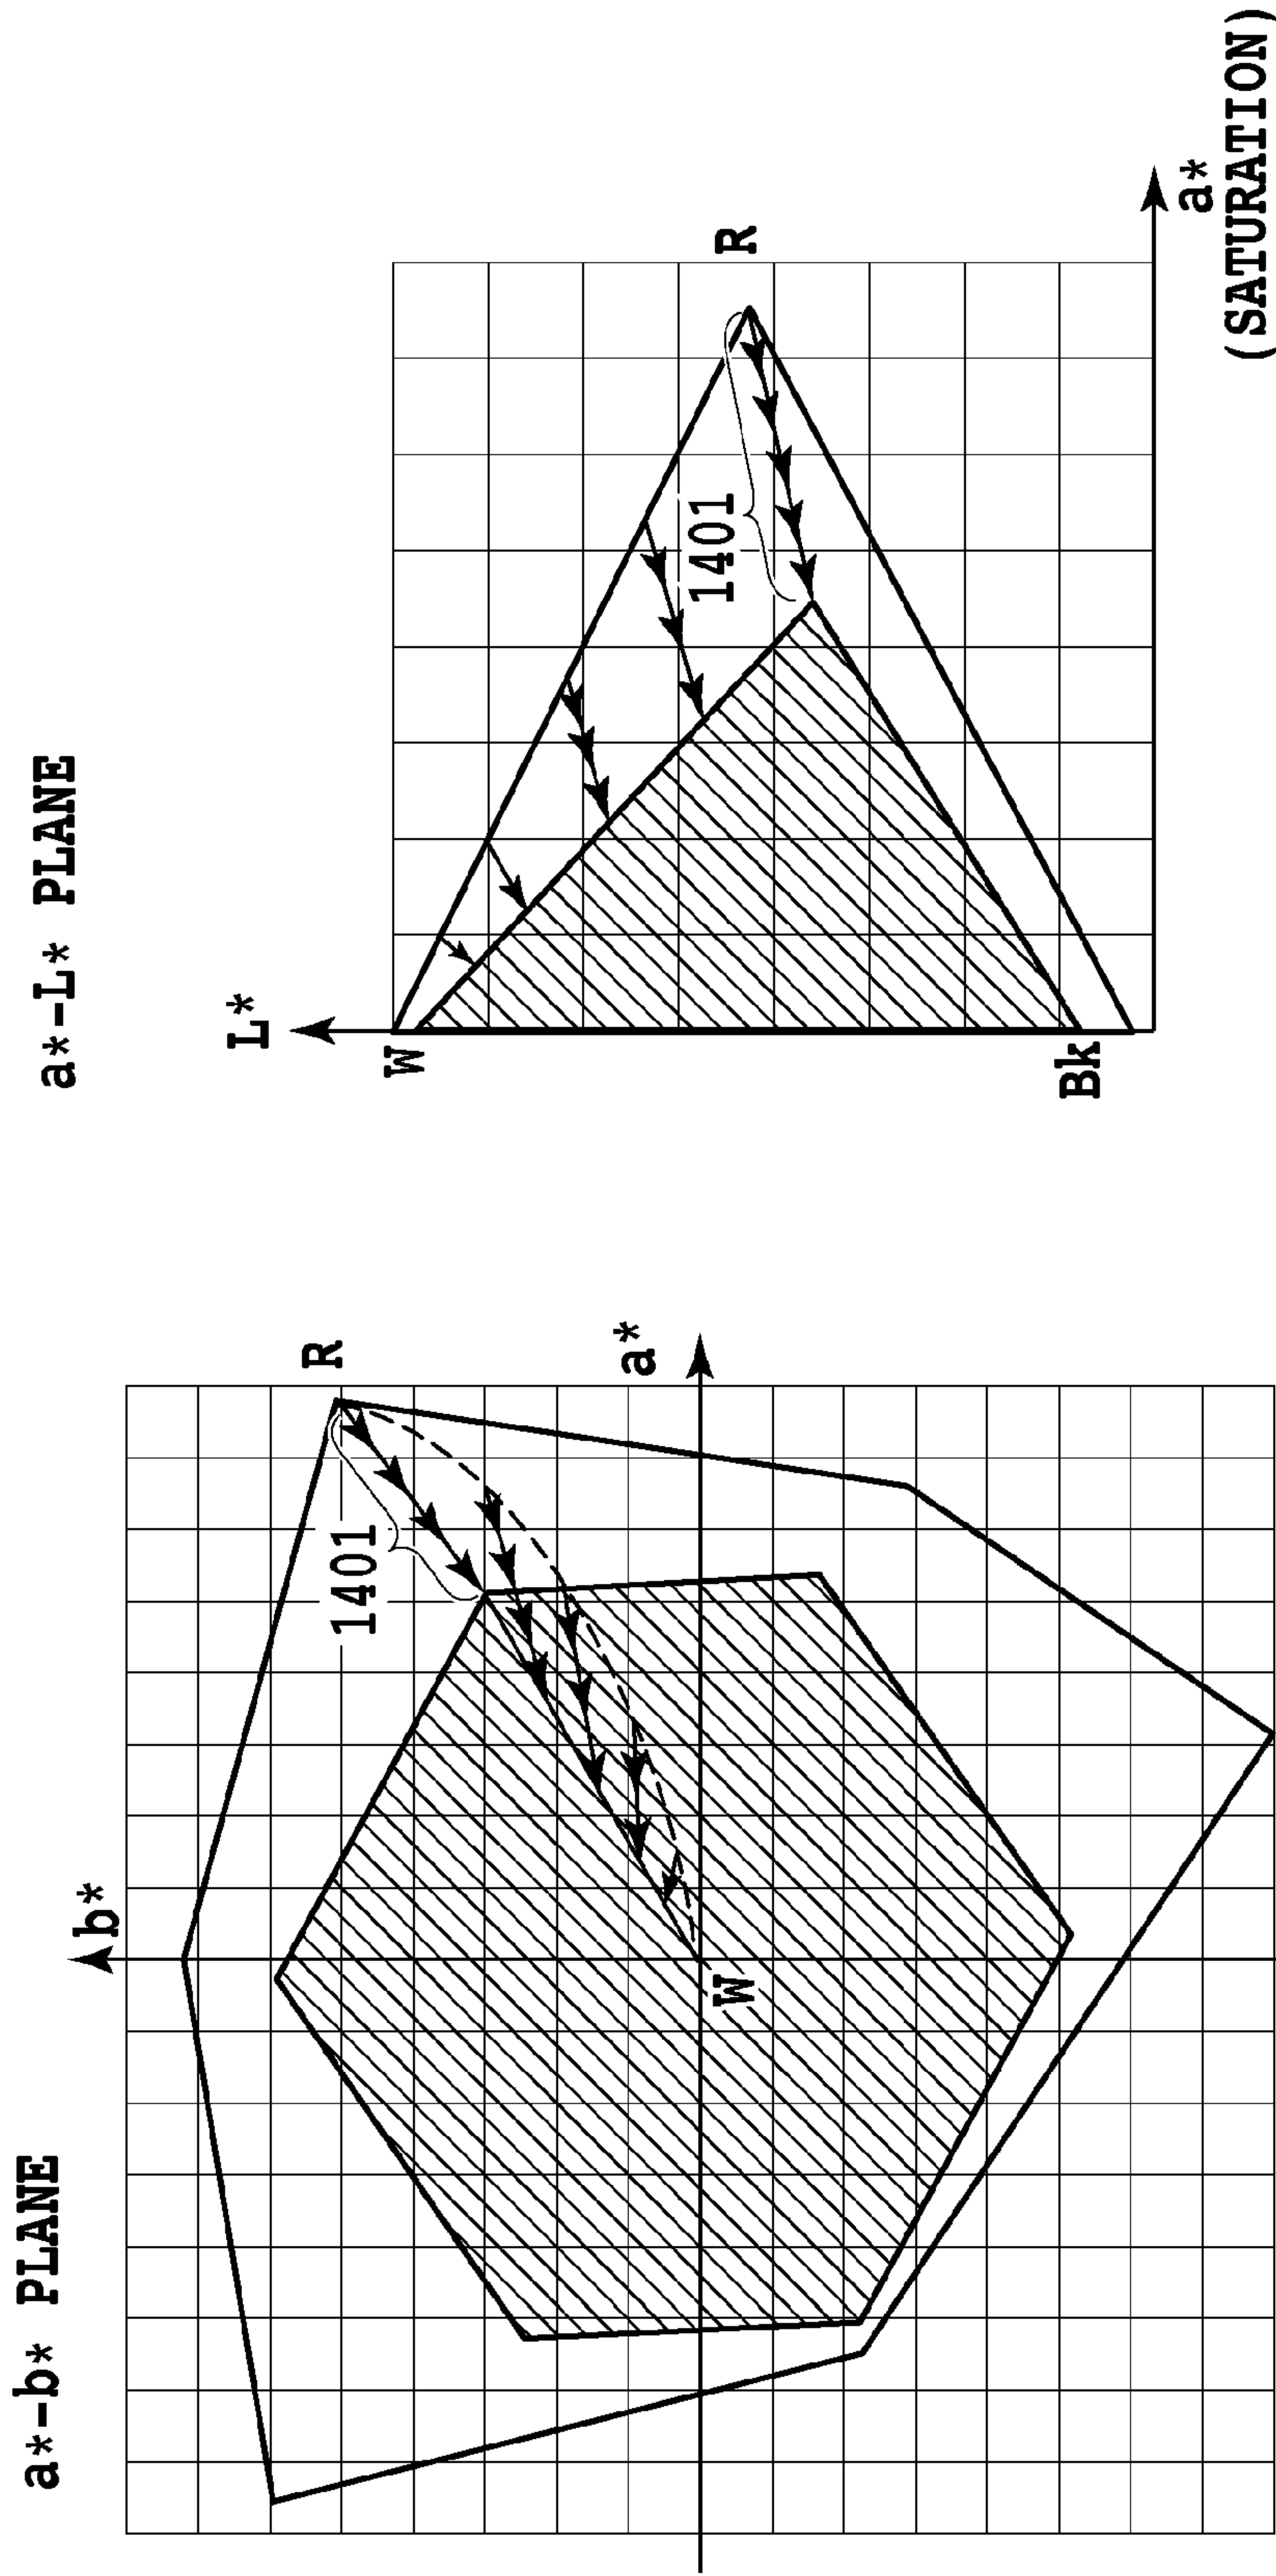 a*-b* PLANE
b*
R
1401
a*
W
a*-L* PLANE
L*
W
R
1401
Bk
a*
(SATURATION)